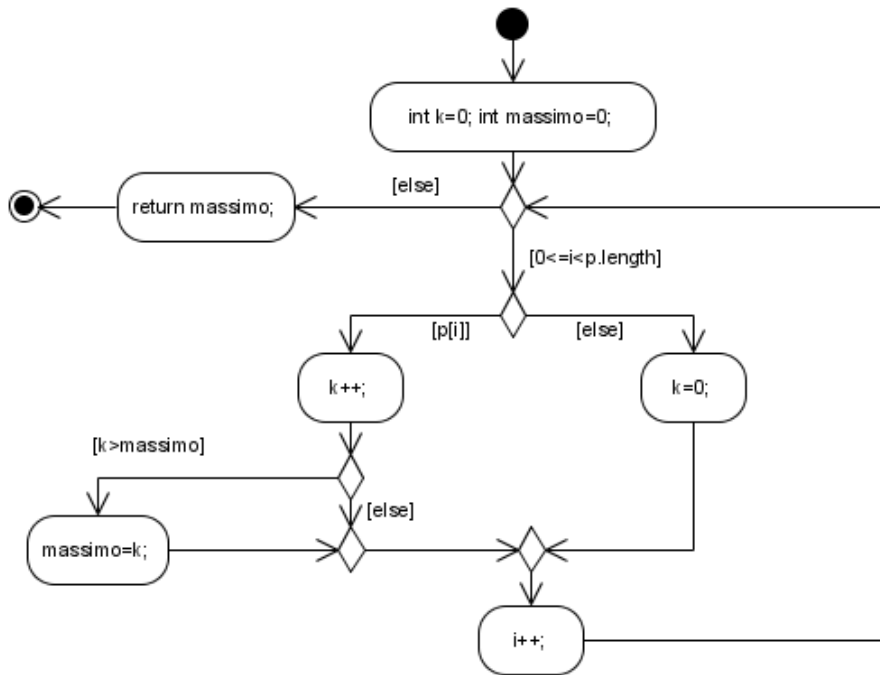 int k=0; int massimo=0;
[else]
return massimo;
[0<=i<p.length]
[p[i]]
[else]
k++;
k=0;
[k>massimo]
[else]
massimo=k;
i++;